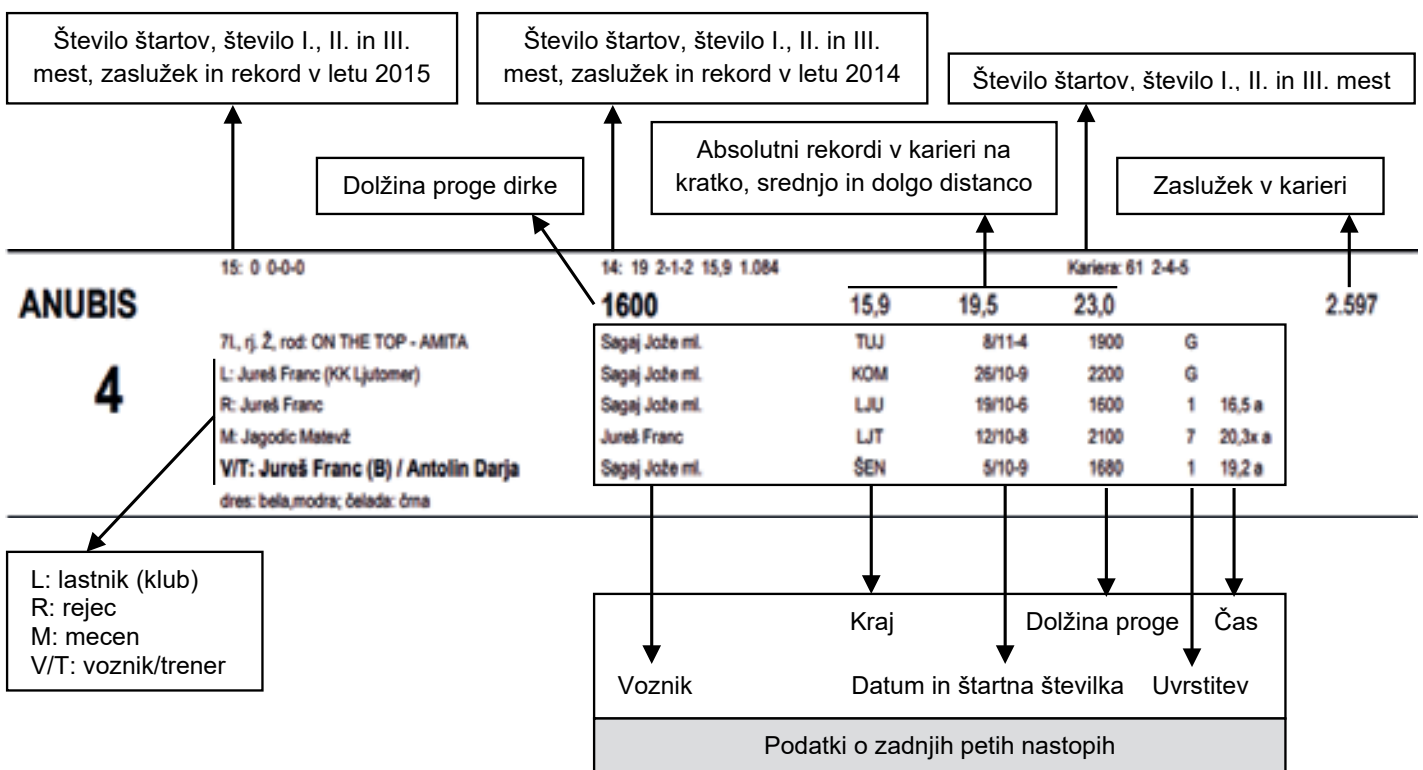 Število štartov, število I., II. in III.
mest, zaslužek in rekord v letu 2015
Število štartov, število I., II. in III.
mest, zaslužek in rekord v letu 2014
Število štartov, število I., II. in III. mest
Dolžina proge dirke
Absolutni rekordi v karieri na
kratko, srednjo in dolgo distanco
Zaslužek v karieri
15: 0 0-0-0 14: 19 2-1-2 15,9 1.084 Kariera: 61 2-4-5
ANUBIS 1600 15,9 19,5 23,0 2.597
7l., rj. Ž, rod: ON THE TOP - AMITA Sagaj Jože ml. TUJ 8/11-4 1900 G
4
L: Jureš Franc (KK Ljutomer) Sagaj Jože ml. KOM 26/10-9 2200 G
R: Jureš Franc Sagaj Jože ml. LJU 19/10-6 1600 1 16,5 a
M: Jagodic Matevž Jureš Franc LJT 12/10-8 2100 7 20,3x a
V/T: Jureš Franc (B) / Antolin Darja Sagaj Jože ml. ŠEN 5/10-9 1680 1 19,2 a
dres: bela,modra; čelada: črna
L: lastnik (klub)
R: rejec
M: mecen
V/T: voznik/trener
Kraj Dolžina proge Čas
Voznik Datum in štartna številka Uvrstitev
Podatki o zadnjih petih nastopih